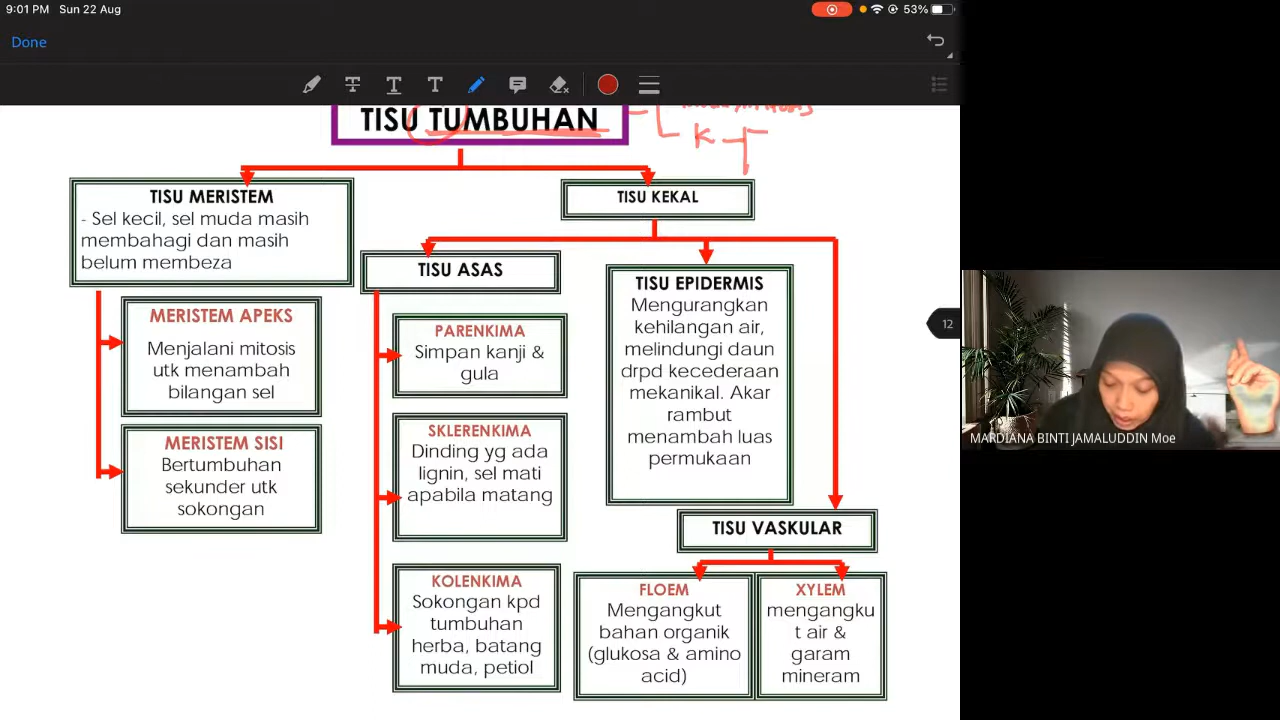 9:01 PM Sun 22 Aug
53%
Done
T
T
T
TISU TUMBUHAN
K
TISU MERISTEM
- Sel kecil, sel muda masih
membahagi dan masih
belum membeza
MERISTEM APEKS
Menjalani mitosis
utk menambah
bilangan sel
MERISTEM SISI
Bertumbuhan
sekunder utk
sokongan
TISU KEKAL
TISU ASAS
PARENKIMA
Simpan kanji &
gula
SKLERENKIMA
Dinding yg ada
lignin, sel mati
apabila matang
KOLENKIMA
Sokongan kpd
tumbuhan
herba, batang
muda, petiol
TISU EPIDERMIS
Mengurangkan
kehilangan air,
melindungi daun
drpd kecederaan
mekanikal. Akar
rambut
menambah luas
permukaan
TISU VASKULAR
FLOEM
Mengangkut
bahan organik
(glukosa & amino
acid)
XYLEM
mengangku
t air &
garam
mineram
12
MARDIANA BINTI JAMALUDDIN Moe